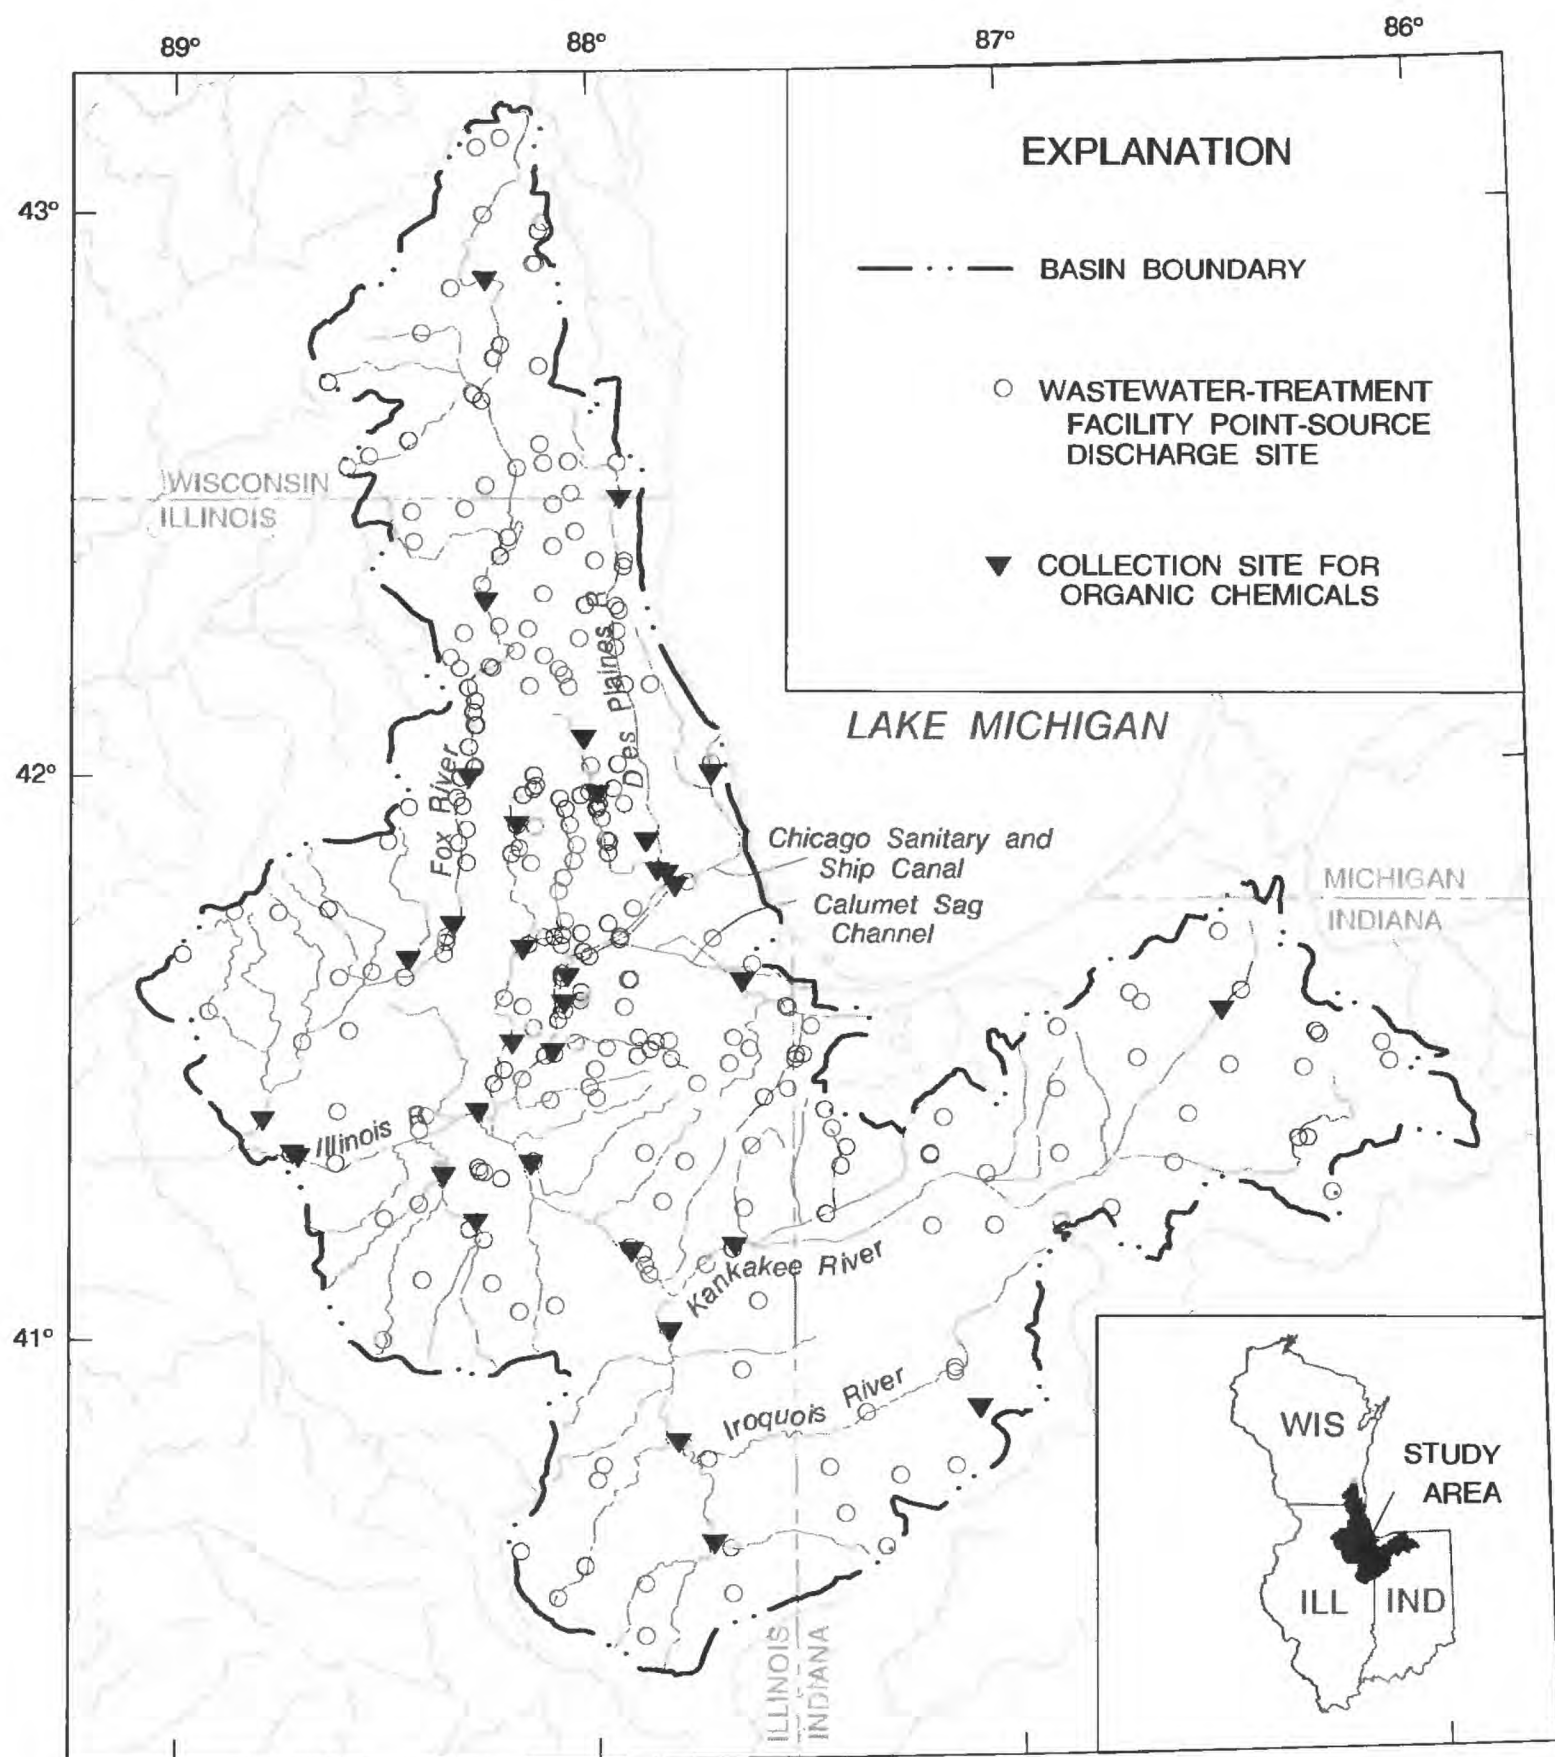 89°
88°
87°
86°
EXPLANATION
43°
BASIN BOUNDARY
WASTEWATER-TREATMENT
FACILITY POINT-SOURCE
DISCHARGE SITE
WISCONSIN
ILLINOIS
COLLECTION SITE FOR
ORGANIC CHEMICALS
Des Plaines R
LAKE MICHIGAN
42°
Fox River
Chicago Sanitary and
Ship Canal
Calumet Sag
Channel
MICHIGAN
INDIANA
Illinois R
Kankakee River
41°
Iroquois River
WIS
STUDY
AREA
ILL
IND
ILLINOIS
INDIANA